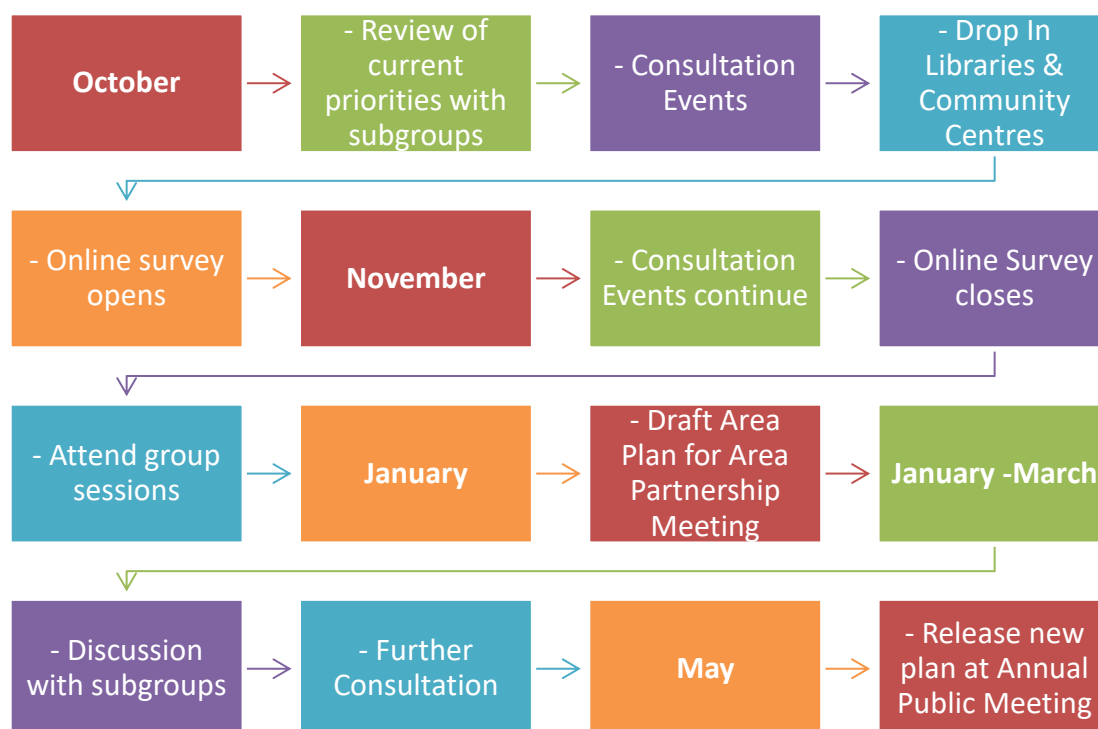 October
- Review of
current
priorities with
subgroups
- Consultation
Events
- Drop In
Libraries &
Community
Centres
- Online survey
opens
November
- Consultation
Events continue
- Online Survey
closes
- Attend group
sessions
January
- Draft Area
Plan for Area
Partnership
Meeting
January -March
- Discussion
with subgroups
- Further
Consultation
May
- Release new
plan at Annual
Public Meeting